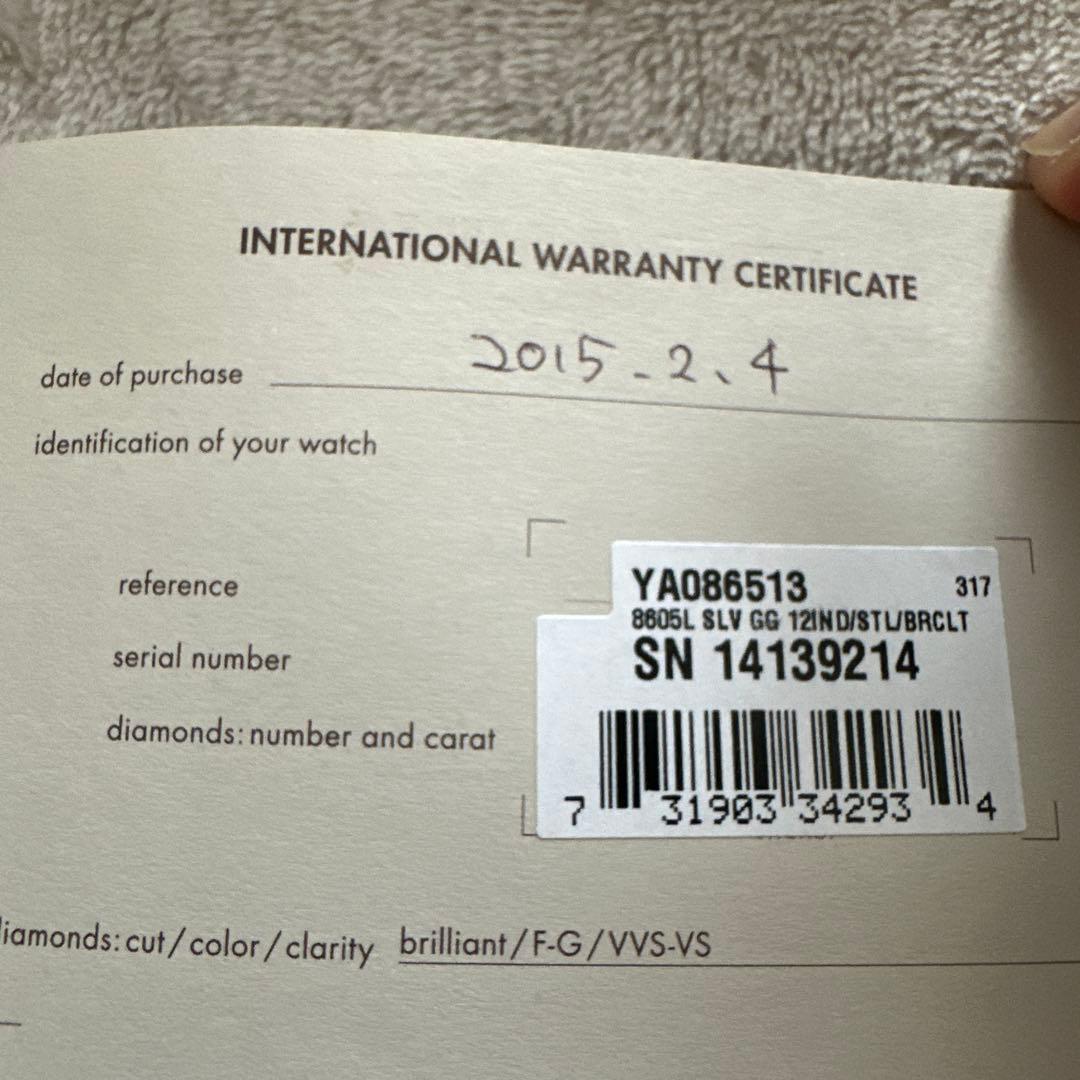 INTERNATIONAL WARRANTY CERTIFICATE
date of purchase 2015-2、4
identification of your watch
reference
YA086513 317
8605L SLV GG 12IND/STL/BRCLT
serial number
SN 14139214
diamonds: number and carat
7 31903 34293 4
iamonds: cut/color/clarity brilliant/F-G/VVS-VS